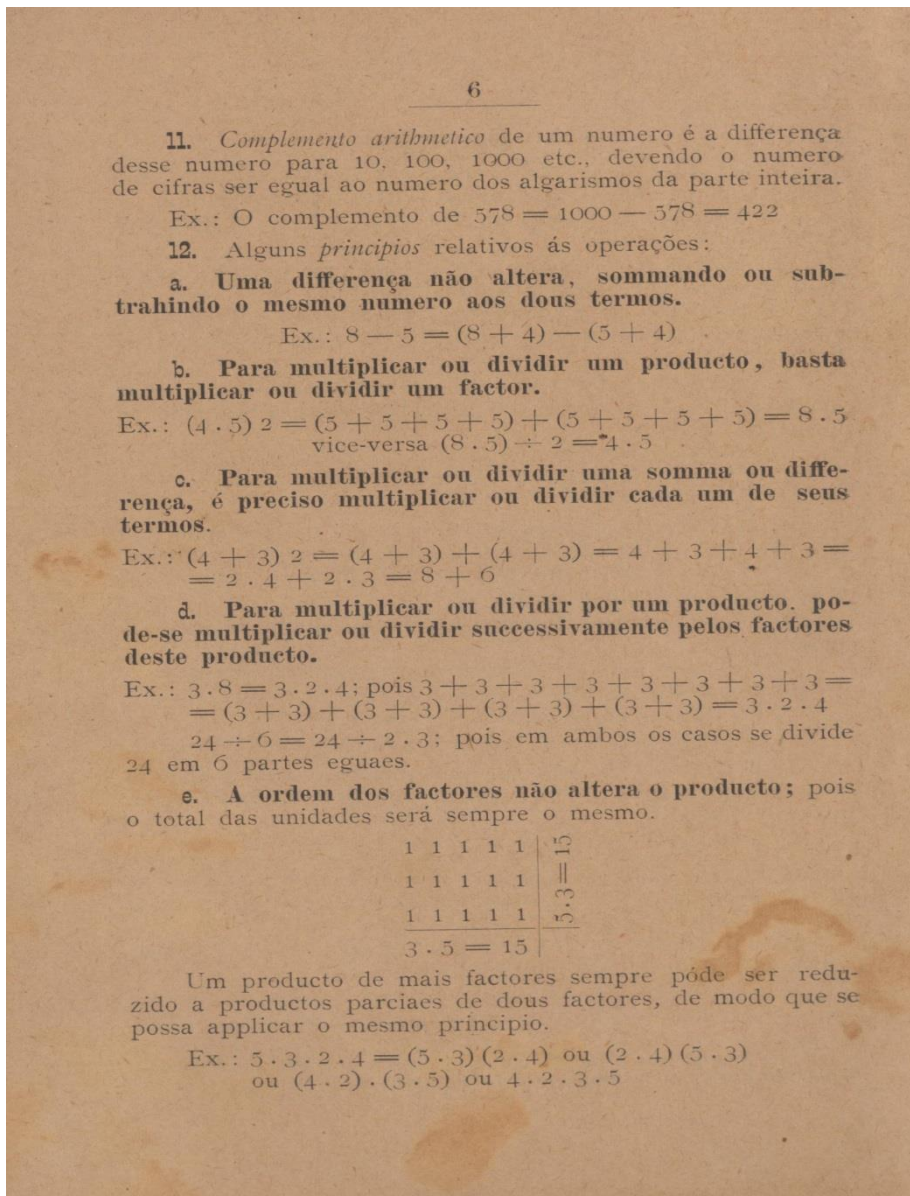 6
11. Complemento arithmetico de um numero é a differença
desse numero para 10, 100, 1000 etc., devendo o numero
de cifras ser egual ao numero dos algarismos da parte inteira.
Ex.: O complemento de 578 = 1000 — 578 = 422
12. Alguns principios relativos ás operações:
a. Uma differença não altera, sommando ou sub-
trahindo o mesmo numero aos dous termos.
Ex.: 8 — 5 = (8 + 4) — (5 + 4)
b. Para multiplicar ou dividir um producto, basta
multiplicar ou dividir um factor.
Ex.: (4 . 5) 2 = (5 + 5 + 5 + 5) + (5 + 5 + 5 + 5) = 8 . 5
vice-versa (8 . 5) ÷ 2 = 4 . 5
c. Para multiplicar ou dividir uma somma ou diffe-
rença, é preciso multiplicar ou dividir cada um de seus
termos.
Ex.: (4 + 3) 2 = (4 + 3) + (4 + 3) = 4 + 3 + 4 + 3 =
= 2 . 4 + 2 . 3 = 8 + 6
d. Para multiplicar ou dividir por um producto. po-
de-se multiplicar ou dividir successivamente pelos factores
deste producto.
Ex.: 3 . 8 = 3 . 2 . 4; pois 3 + 3 + 3 + 3 + 3 + 3 + 3 + 3 =
= (3 + 3) + (3 + 3) + (3 + 3) + (3 + 3) = 3 . 2 . 4
24 ÷ 6 = 24 ÷ 2 . 3; pois em ambos os casos se divide
24 em 6 partes eguaes.
e. A ordem dos factores não altera o producto; pois
o total das unidades será sempre o mesmo.
1 1 1 1 1
1 1 1 1 1
1 1 1 1 1
3 . 5 = 15
5 . 3 = 15
Um producto de mais factores sempre póde ser redu-
zido a productos parciaes de dous factores, de modo que se
possa applicar o mesmo principio.
Ex.: 5 . 3 . 2 . 4 = (5 . 3) (2 . 4) ou (2 . 4) (5 . 3)
ou (4 . 2) . (3 . 5) ou 4 . 2 . 3 . 5